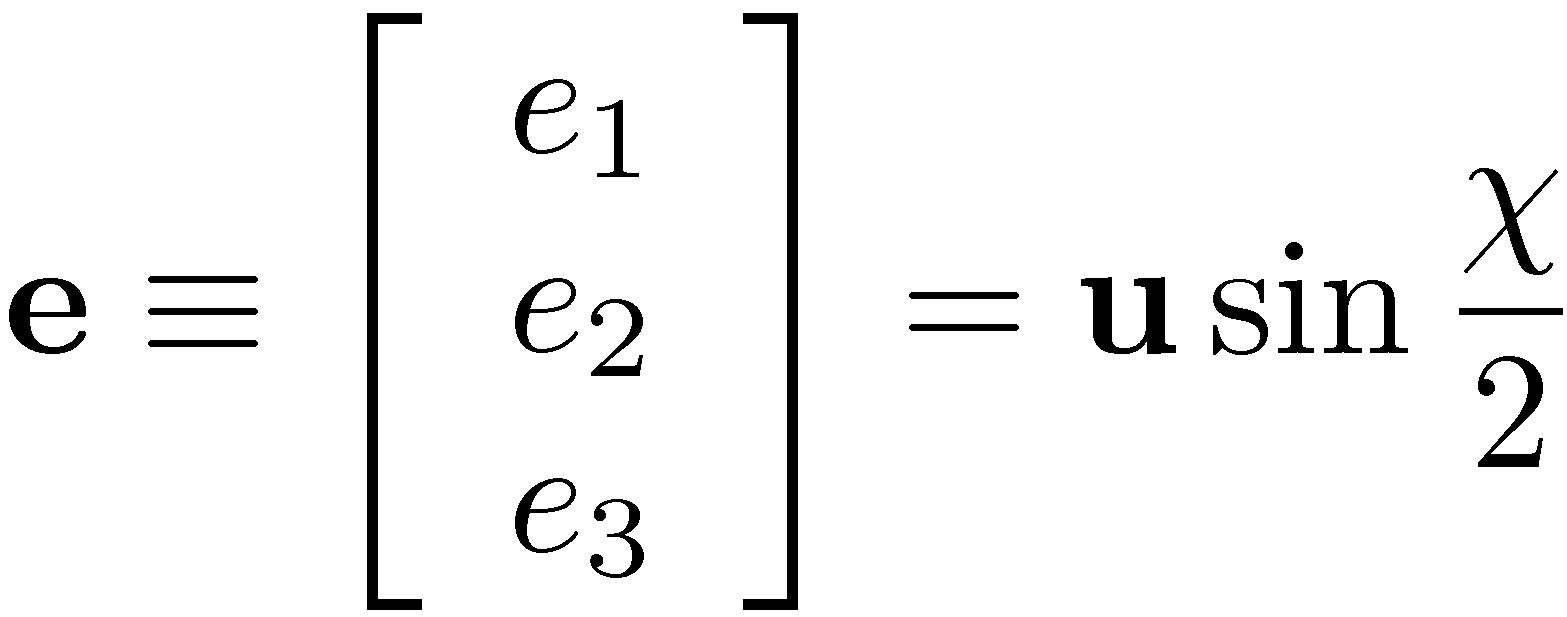 𝐞 ≡ [ e₁ e₂ e₃ ] = 𝐮 sin χ/2